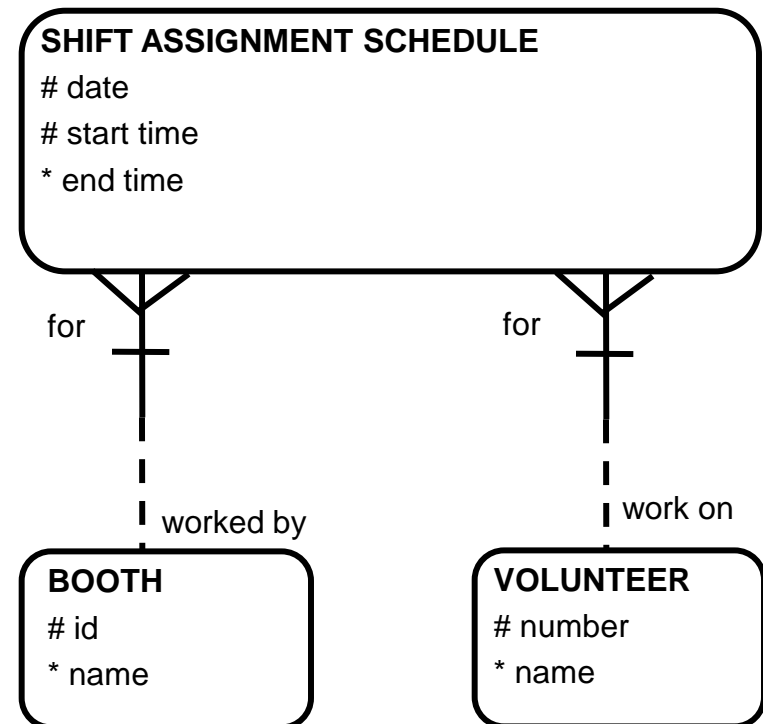 SHIFT ASSIGNMENT SCHEDULE
# date
# start time
* end time
for
for
worked by
work on
BOOTH
# id
* name
VOLUNTEER
# number
* name